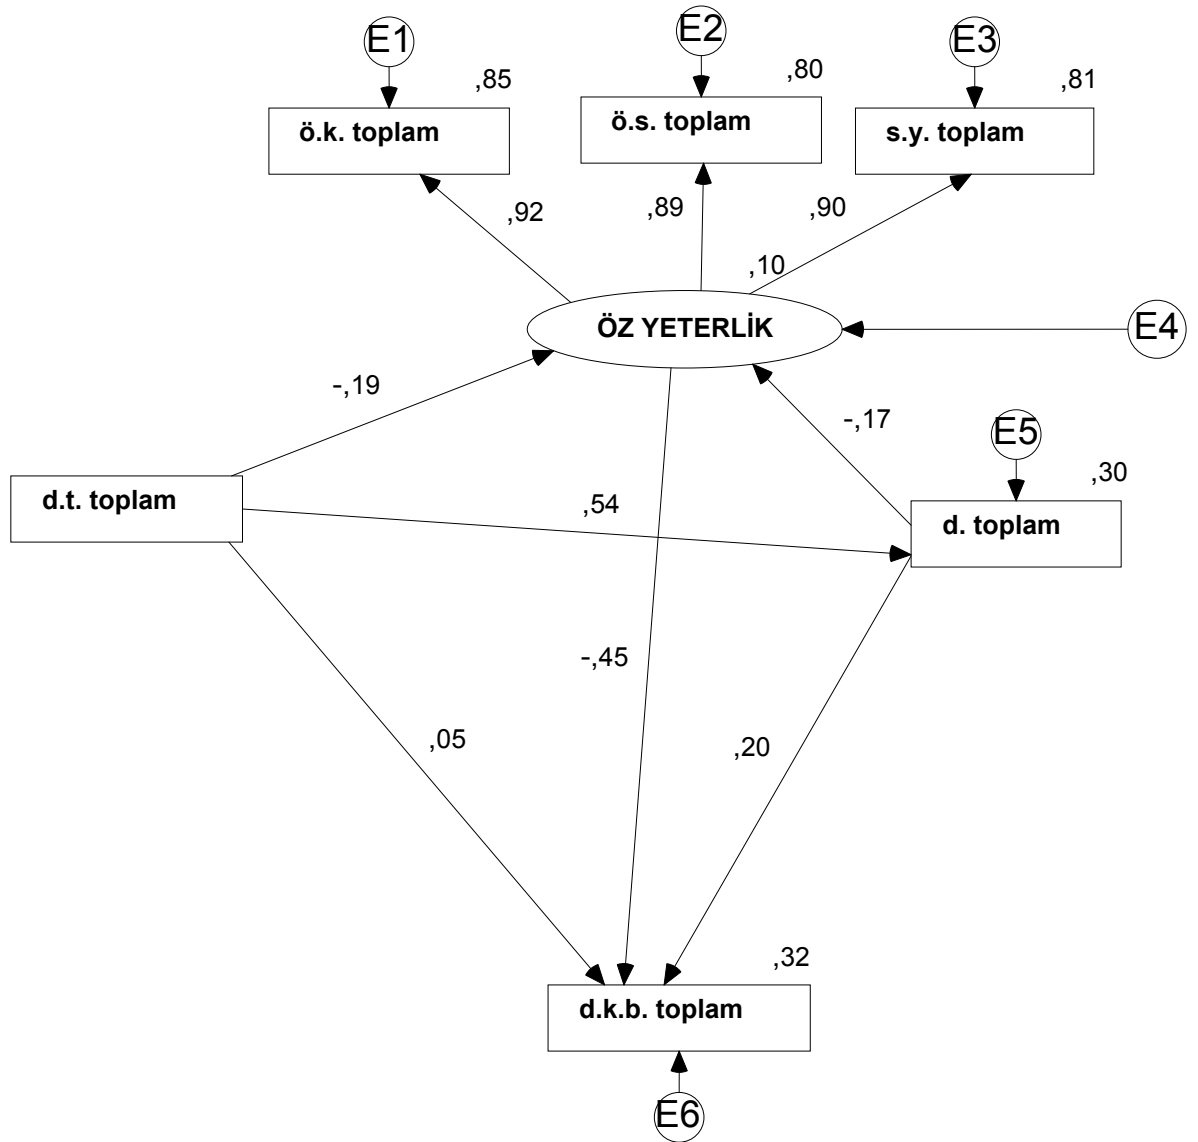 E1
E2
E3
,85
,80
,81
ö.k. toplam
ö.s. toplam
s.y. toplam
,92
,89
,90
,10
ÖZ YETERLİK
E4
-,19
-,17
E5
,30
d.t. toplam
,54
d. toplam
-,45
,05
,20
,32
d.k.b. toplam
E6